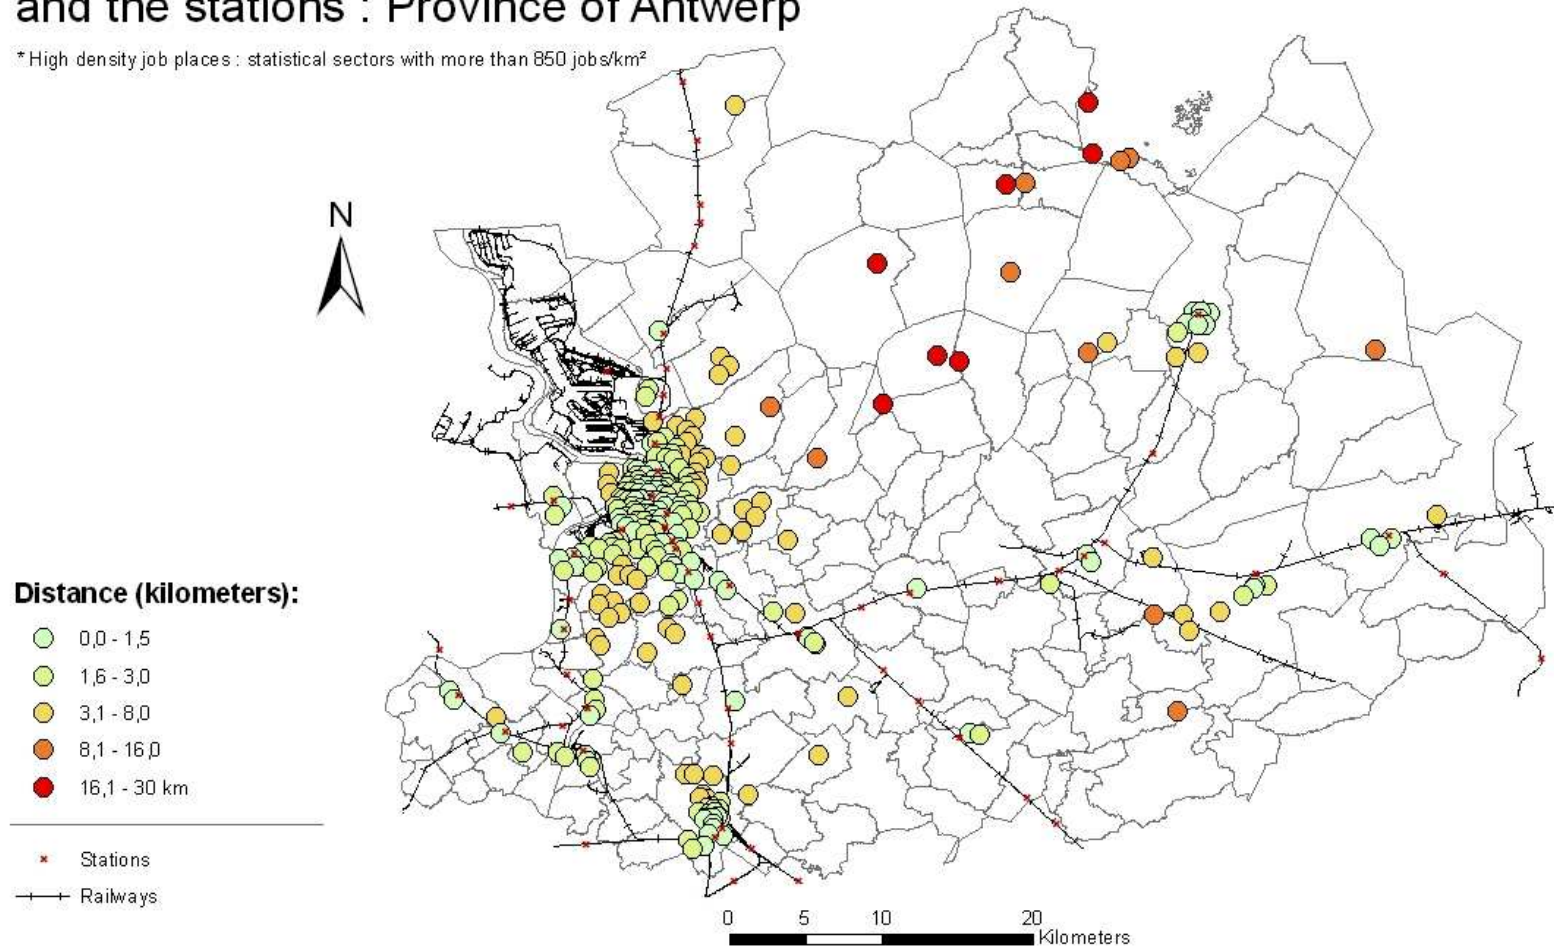 and the stations : Province of Antwerp
* High density job places : statistical sectors with more than 850 jobs/km²
N
Distance (kilometers):
0,0 - 1,5
1,6 - 3,0
3,1 - 8,0
8,1 - 16,0
16,1 - 30 km
Stations
Railways
0 5 10 20
Kilometers